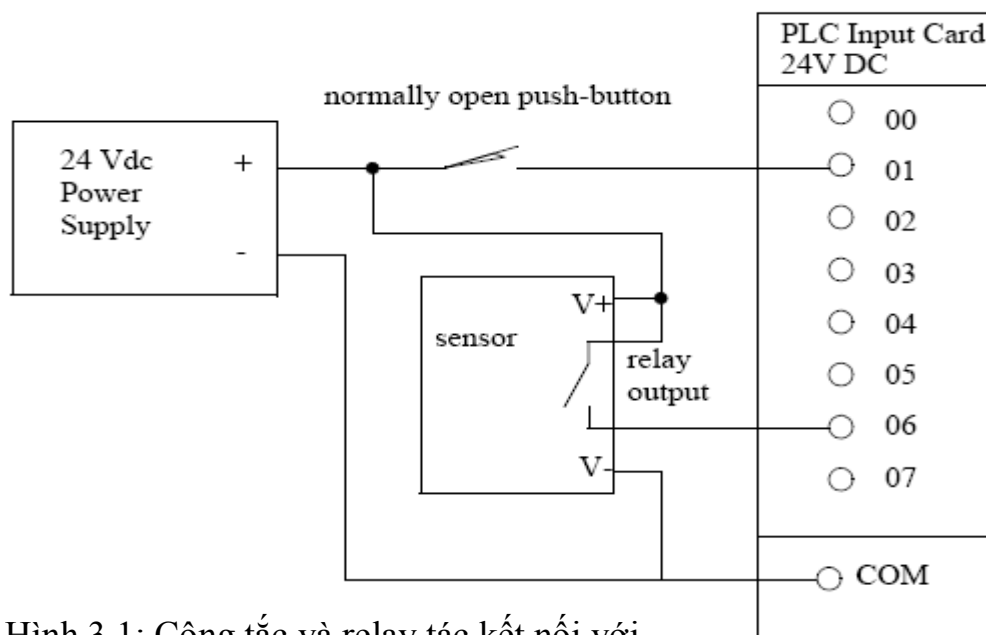 PLC Input Card
24V DC
normally open push-button
24 Vdc
Power
Supply
+
-
00
01
02
03
04
05
06
07
COM
sensor
V+
relay
output
V-
Hình 3.1: Công tắc và relay tác kết nối với